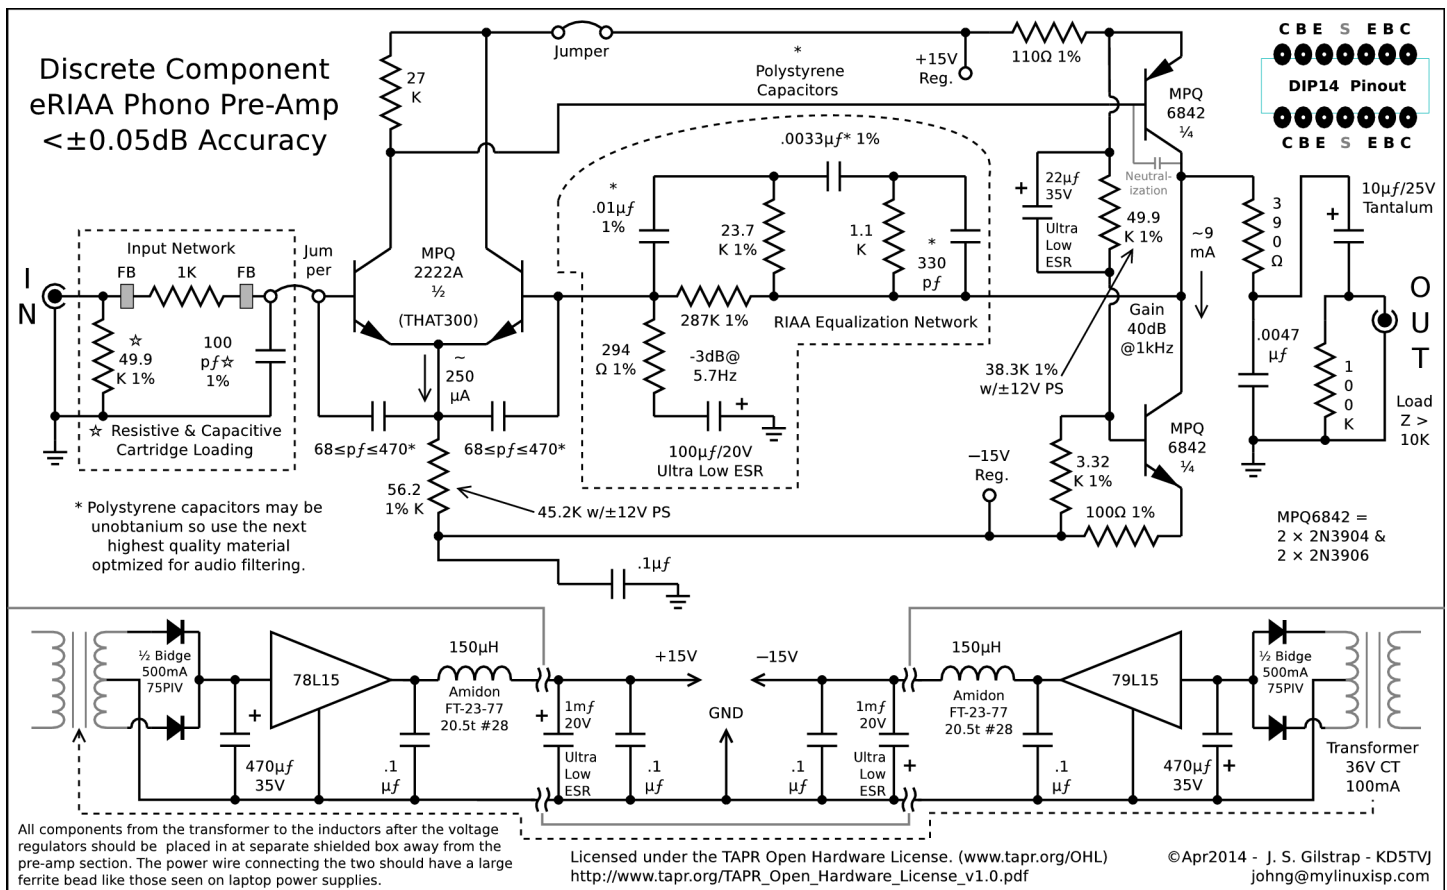 Discrete Component
eRIAA Phono Pre-Amp
<±0.05dB Accuracy
27
K
Jumper
*
Polystyrene
Capacitors
+15V
Reg.
110Ω 1%
MPQ
6842
¼
C B E S E B C
DIP14 Pinout
C B E S E B C
.0033µƒ* 1%
*
.01µƒ
1%
23.7
K 1%
1.1
K
*
330
pƒ
22µƒ
35V
+
Ultra
Low
ESR
49.9
K 1%
Neutral-
ization
~9
mA
390Ω
10µƒ/25V
Tantalum
+
I
N
Input Network
FB
1K
FB
Jum
per
☆
49.9
K 1%
100
pƒ☆
1%
☆ Resistive & Capacitive
Cartridge Loading
MPQ
2222A
½
(THAT300)
~
250
µA
287K 1%
RIAA Equalization Network
294
Ω 1%
-3dB@
5.7Hz
+
100µƒ/20V
Ultra Low ESR
Gain
40dB
@1kHz
38.3K 1%
w/±12V PS
.0047
µƒ
100K
O
U
T
Load
Z >
10K
68≤pƒ≤470*
68≤pƒ≤470*
56.2
1% K
45.2K w/±12V PS
−15V
Reg.
3.32
K 1%
MPQ
6842
¼
100Ω 1%
* Polystyrene capacitors may be
unobtanium so use the next
highest quality material
optmized for audio filtering.
.1µƒ
MPQ6842 =
2 × 2N3904 &
2 × 2N3906
½ Bidge
500mA
75PIV
78L15
+
470µƒ
35V
.1
µƒ
150µH
Amidon
FT-23-77
20.5t #28
+
1mƒ
20V
Ultra
Low
ESR
.1
µƒ
+15V
−15V
GND
.1
µƒ
1mƒ
20V
Ultra
Low
ESR
+
150µH
Amidon
FT-23-77
20.5t #28
.1
µƒ
79L15
470µƒ
35V
+
½ Bidge
500mA
75PIV
Transformer
36V CT
100mA
All components from the transformer to the inductors after the voltage
regulators should be placed in at separate shielded box away from the
pre-amp section. The power wire connecting the two should have a large
ferrite bead like those seen on laptop power supplies.
Licensed under the TAPR Open Hardware License. (www.tapr.org/OHL)
http://www.tapr.org/TAPR_Open_Hardware_License_v1.0.pdf
©Apr2014 - J. S. Gilstrap - KD5TVJ
johng@mylinuxisp.com